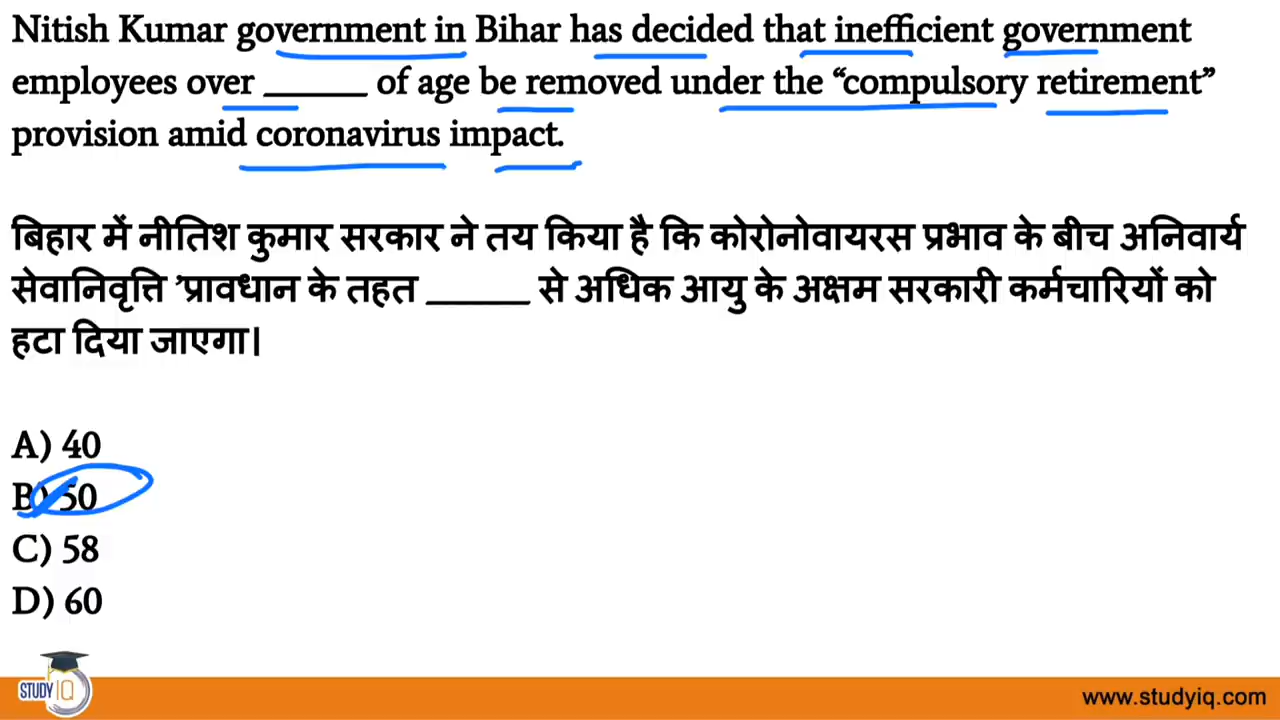 Nitish Kumar government in Bihar has decided that inefficient government
employees over ______ of age be removed under the “compulsory retirement”
provision amid coronavirus impact.
बिहार में नीतिश कुमार सरकार ने तय किया है कि कोरोनोवायरस प्रभाव के बीच अनिवार्य
सेवानिवृत्ति 'प्रावधान के तहत ______ से अधिक आयु के अक्षम सरकारी कर्मचारियों को
हटा दिया जाएगा।
A) 40
B) 50
C) 58
D) 60
STUDY IQ
www.studyiq.com